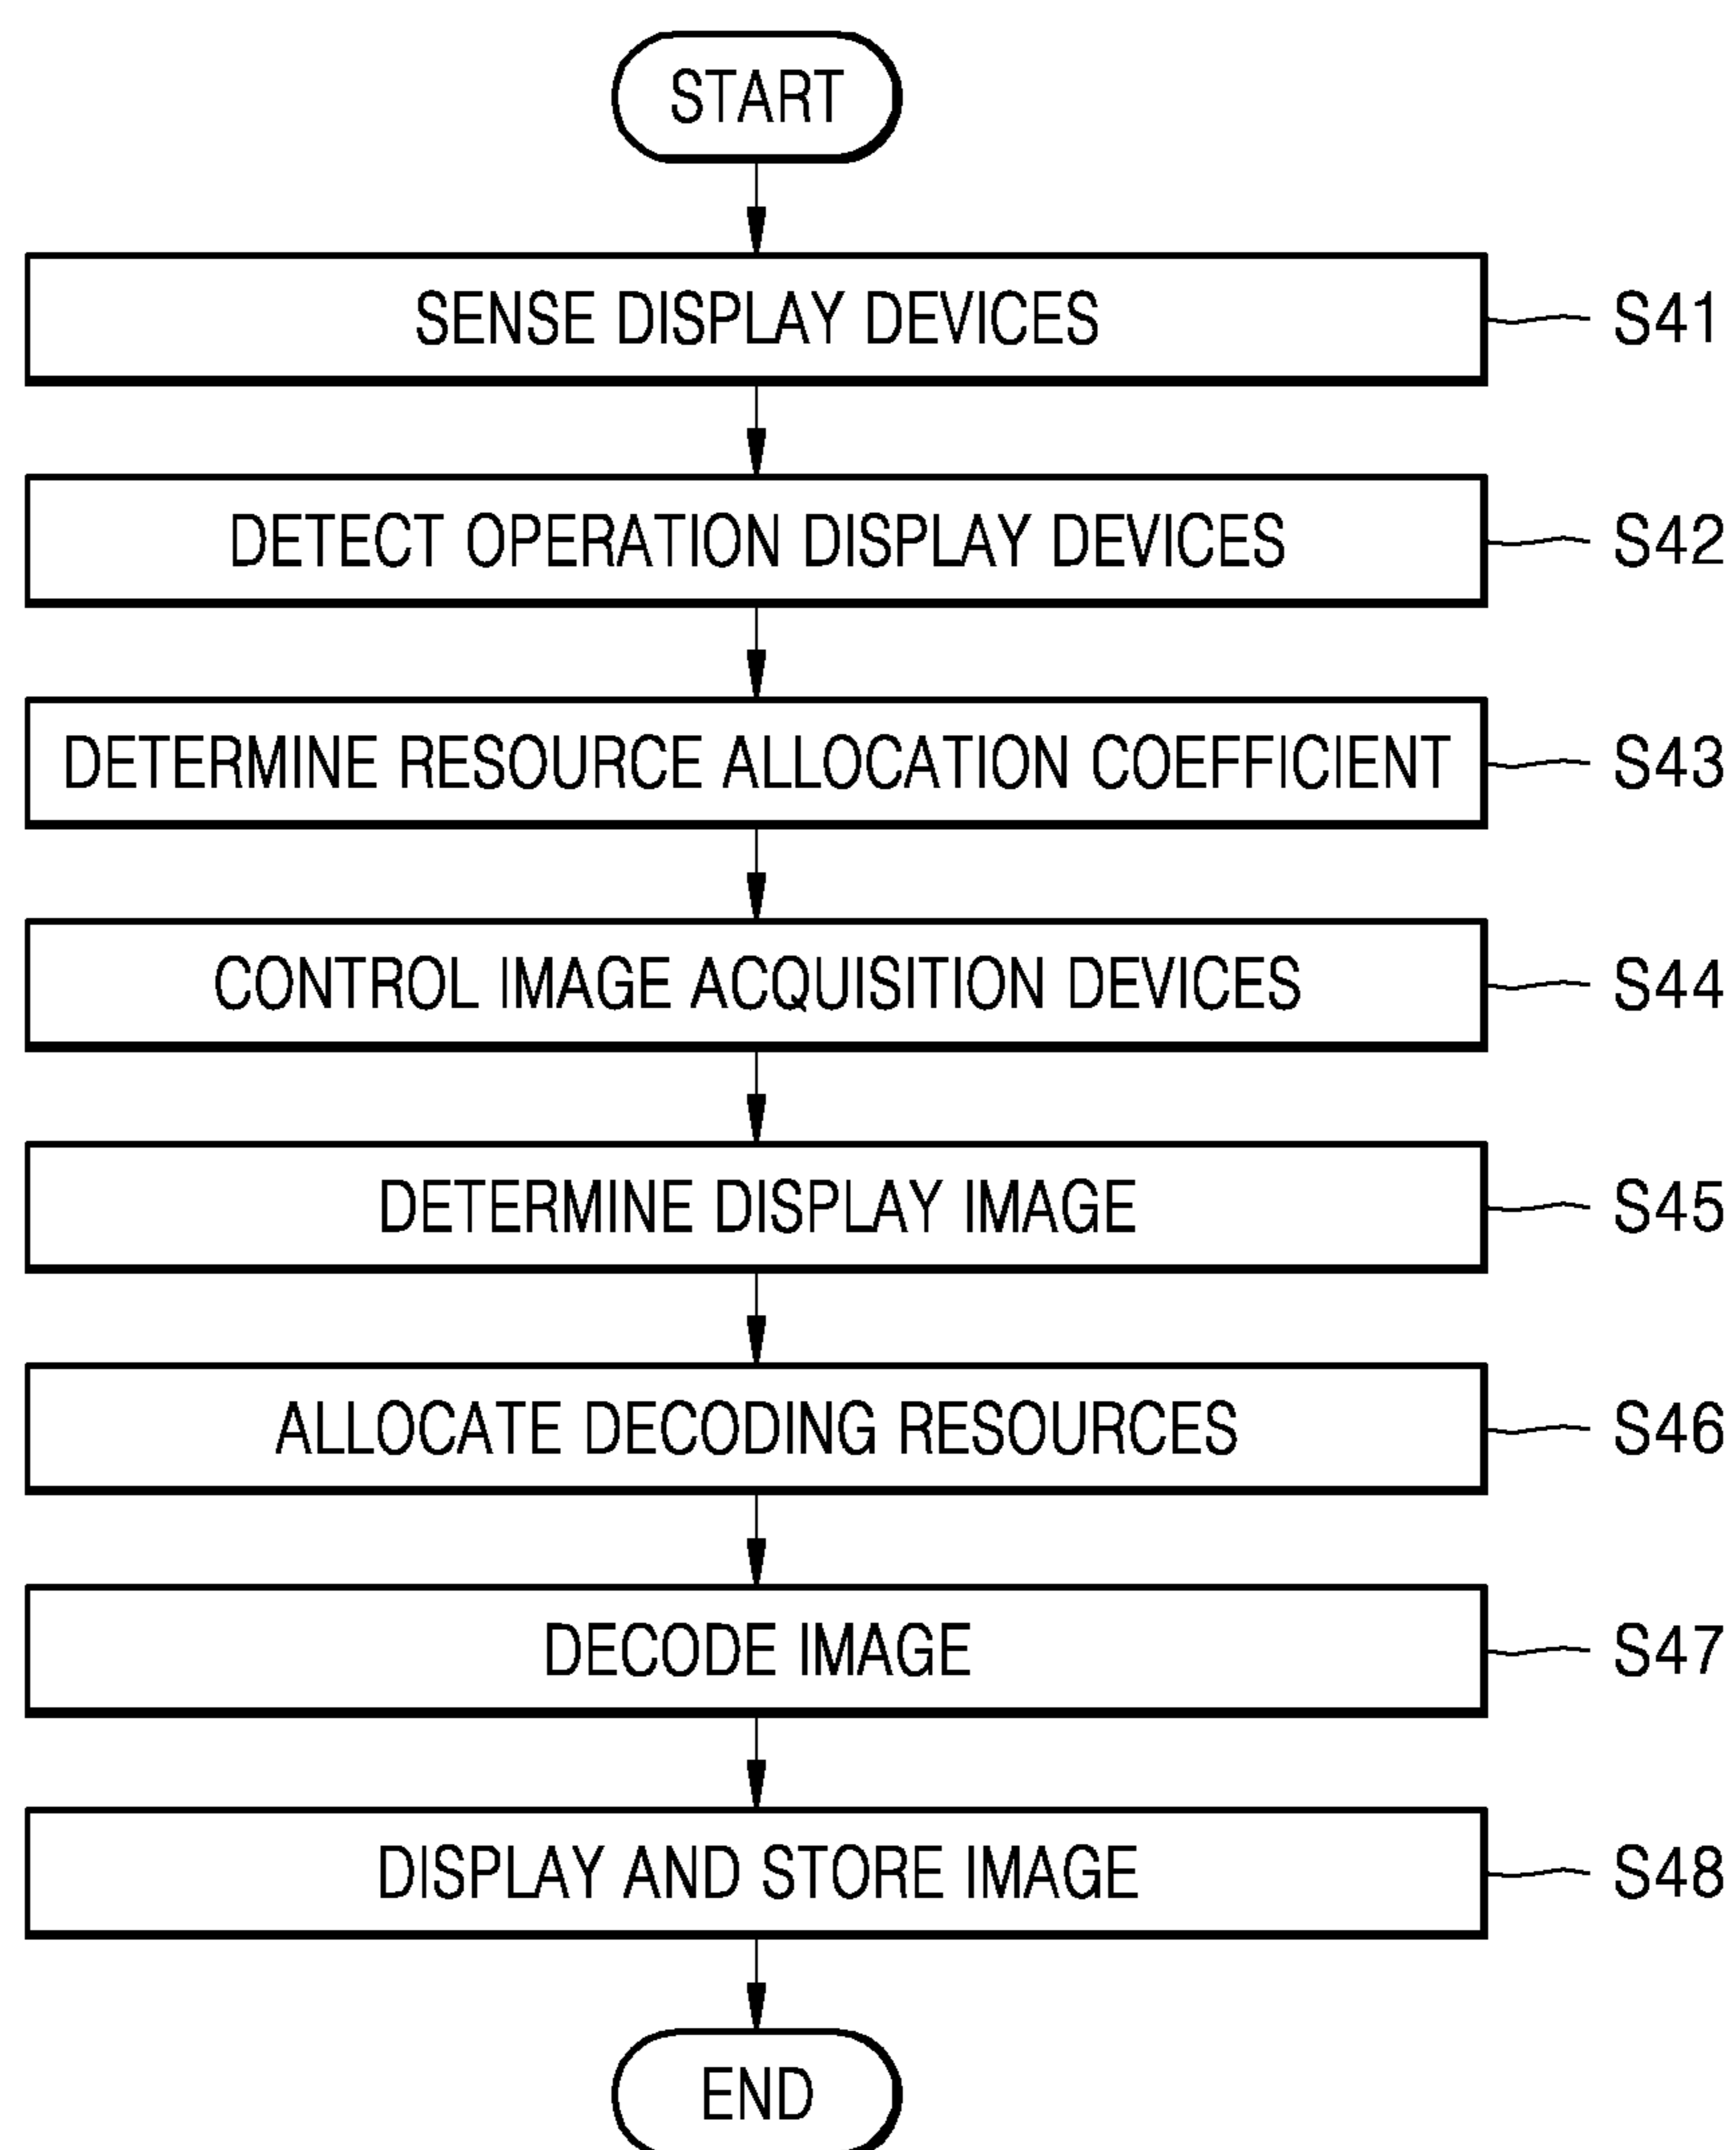 START
SENSE DISPLAY DEVICES S41
DETECT OPERATION DISPLAY DEVICES S42
DETERMINE RESOURCE ALLOCATION COEFFICIENT S43
CONTROL IMAGE ACQUISITION DEVICES S44
DETERMINE DISPLAY IMAGE S45
ALLOCATE DECODING RESOURCES S46
DECODE IMAGE S47
DISPLAY AND STORE IMAGE S48
END